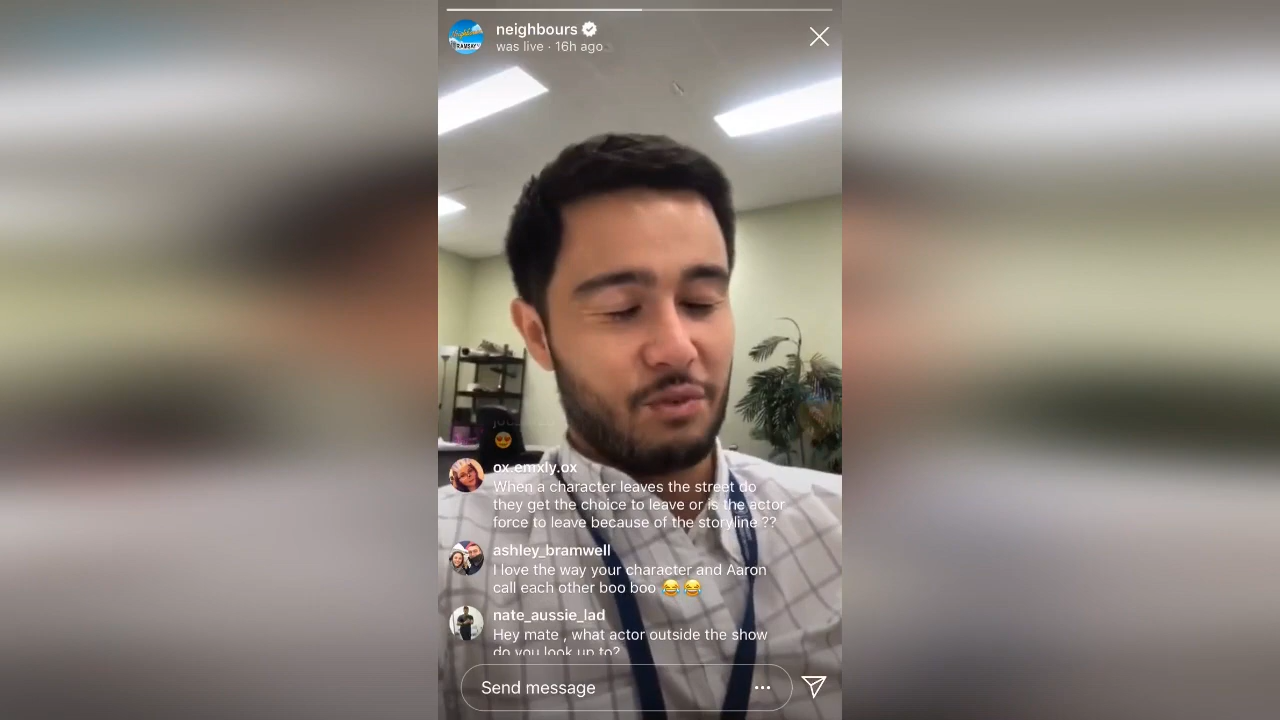 neighbours
was live · 16h ago
RAMSAY
ox.emxly.ox
When a character leaves the street do
they get the choice to leave or is the actor
force to leave because of the storyline ??
ashley_bramwell
I love the way your character and Aaron
call each other boo boo 😂 😂
nate_aussie_lad
Hey mate , what actor outside the show
do you look up to?
Send message